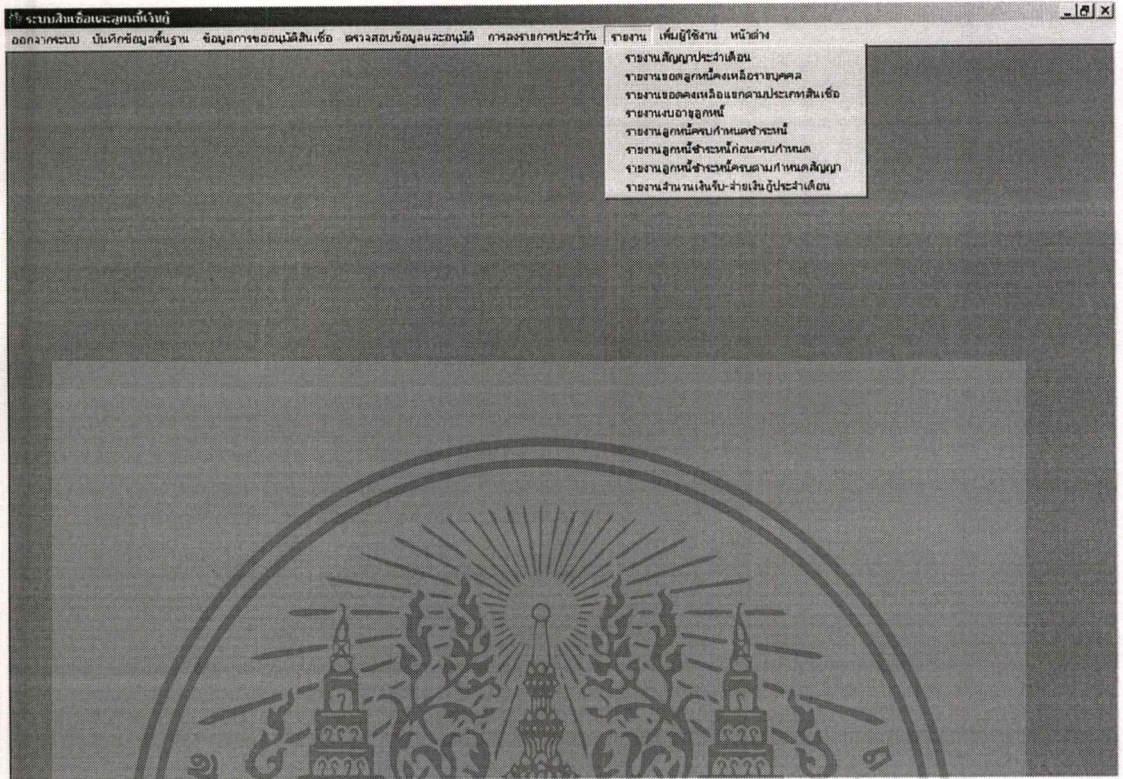 ระบบสินเชื่อและลูกหนี้เงินกู้
ออกจากระบบ บันทึกข้อมูลพื้นฐาน ข้อมูลการขออนุมัติสินเชื่อ ตรวจสอบข้อมูลและอนุมัติ การลงรายการประจำวัน รายงาน เพิ่มผู้ใช้งาน หน้าต่าง
รายงานสัญญาประจำเดือน
รายงานยอดลูกหนี้คงเหลือรายบุคคล
รายงานยอดคงเหลือแยกตามประเภทสินเชื่อ
รายงานงบอายุลูกหนี้
รายงานลูกหนี้ครบกำหนดชำระหนี้
รายงานลูกหนี้ชำระหนี้ก่อนครบกำหนด
รายงานลูกหนี้ชำระหนี้ครบตามกำหนดสัญญา
รายงานจำนวนเงินรับ-จ่ายเงินกู้ประจำเดือน